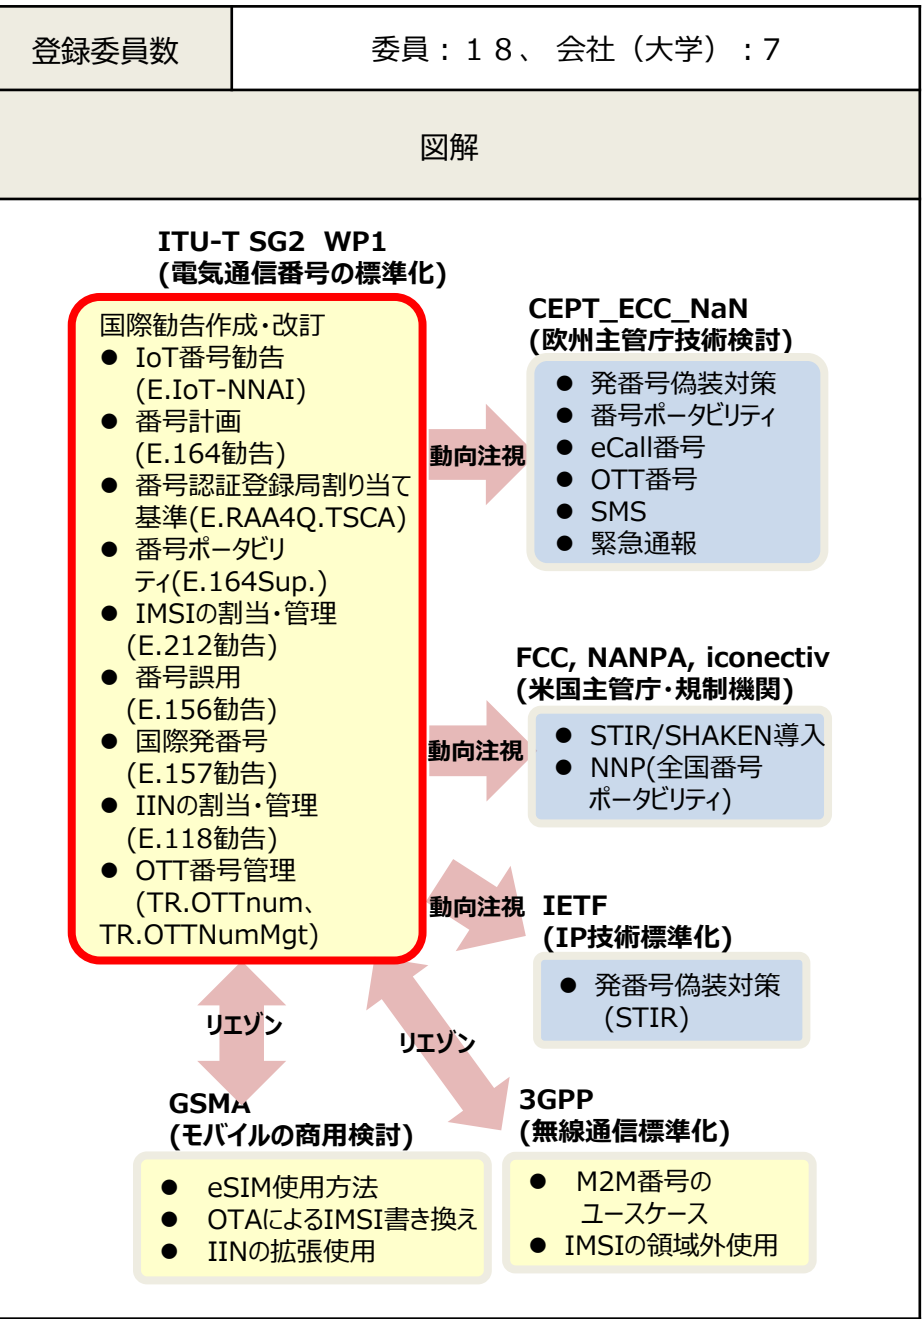 登録委員数
委員：１８、 会社（大学）：7
図解
ITU-T SG2 WP1
(電気通信番号の標準化)
国際勧告作成・改訂
● IoT番号勧告
(E.IoT-NNAI)
● 番号計画
(E.164勧告)
● 番号認証登録局割り当て
基準(E.RAA4Q.TSCA)
● 番号ポータビリ
ティ(E.164Sup.)
● IMSIの割当・管理
(E.212勧告)
● 番号誤用
(E.156勧告)
● 国際発番号
(E.157勧告)
● IINの割当・管理
(E.118勧告)
● OTT番号管理
(TR.OTTnum、
TR.OTTNumMgt)
動向注視
CEPT_ECC_NaN
(欧州主管庁技術検討)
● 発番号偽装対策
● 番号ポータビリティ
● eCall番号
● OTT番号
● SMS
● 緊急通報
動向注視
FCC, NANPA, iconectiv
(米国主管庁・規制機関)
● STIR/SHAKEN導入
● NNP(全国番号
ポータビリティ)
動向注視
IETF
(IP技術標準化)
● 発番号偽装対策
(STIR)
リエゾン
リエゾン
GSMA
(モバイルの商用検討)
● eSIM使用方法
● OTAによるIMSI書き換え
● IINの拡張使用
3GPP
(無線通信標準化)
● M2M番号の
ユースケース
● IMSIの領域外使用